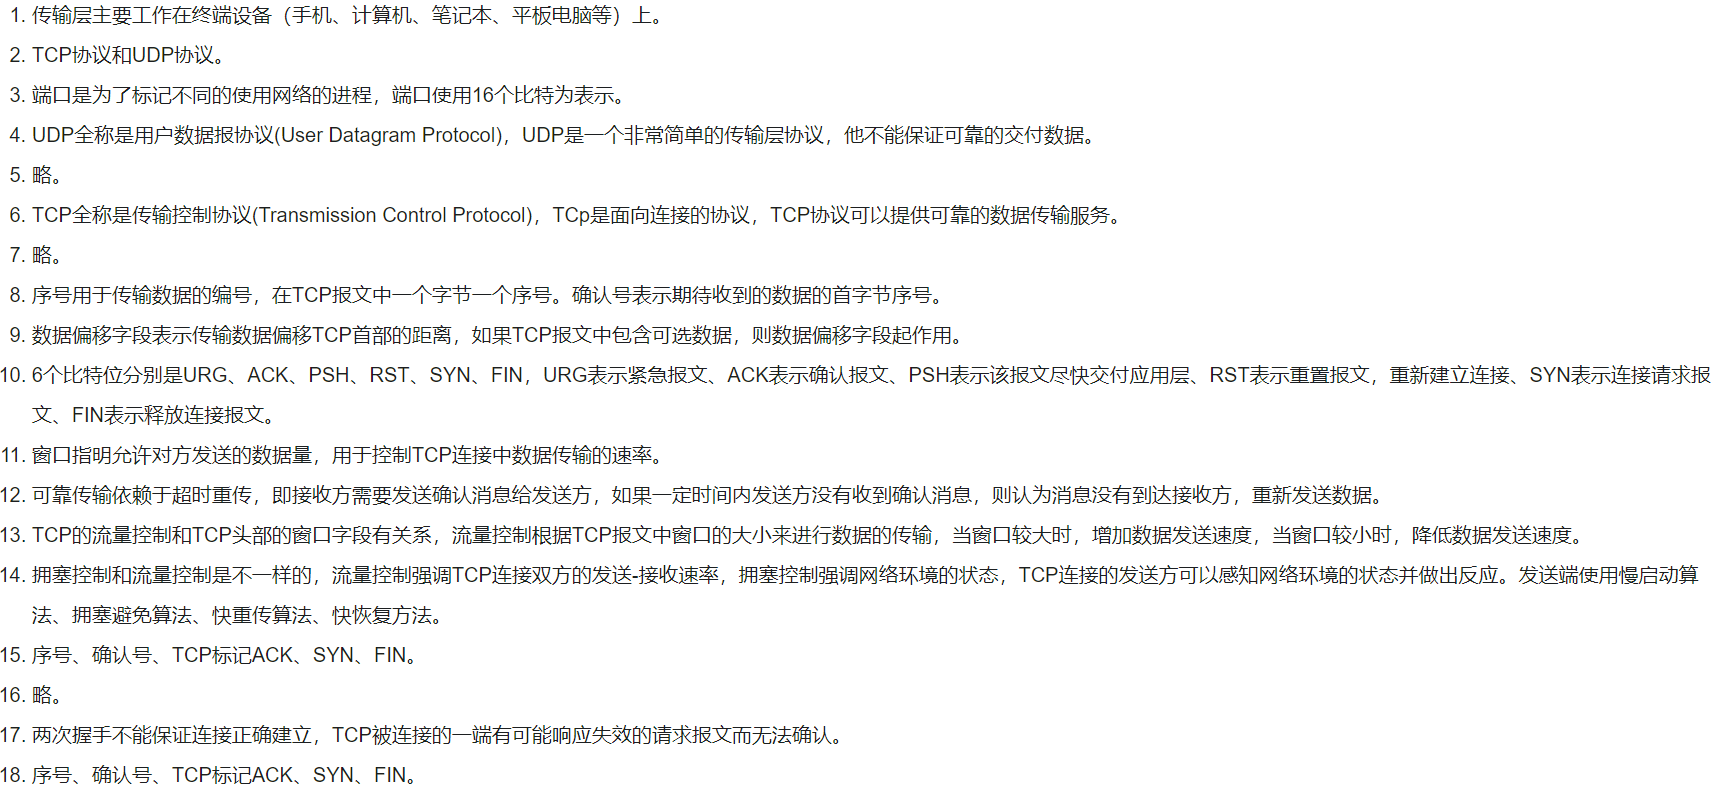 1. 传输层主要工作在终端设备（手机、计算机、笔记本、平板电脑等）上。
2. TCP协议和UDP协议。
3. 端口是为了标记不同的使用网络的进程，端口使用16个比特为表示。
4. UDP全称是用户数据报协议(User Datagram Protocol)，UDP是一个非常简单的传输层协议，他不能保证可靠的交付数据。
5. 略。
6. TCP全称是传输控制协议(Transmission Control Protocol)，TCp是面向连接的协议，TCP协议可以提供可靠的数据传输服务。
7. 略。
8. 序号用于传输数据的编号，在TCP报文中一个字节一个序号。确认号表示期待收到的数据的首字节序号。
9. 数据偏移字段表示传输数据偏移TCP首部的距离，如果TCP报文中包含可选数据，则数据偏移字段起作用。
10. 6个比特位分别是URG、ACK、PSH、RST、SYN、FIN，URG表示紧急报文、ACK表示确认报文、PSH表示该报文尽快交付应用层、RST表示重置报文，重新建立连接、SYN表示连接请求报
文、FIN表示释放连接报文。
11. 窗口指明允许对方发送的数据量，用于控制TCP连接中数据传输的速率。
12. 可靠传输依赖于超时重传，即接收方需要发送确认消息给发送方，如果一定时间内发送方没有收到确认消息，则认为消息没有到达接收方，重新发送数据。
13. TCP的流量控制和TCP头部的窗口字段有关系，流量控制根据TCP报文中窗口的大小来进行数据的传输，当窗口较大时，增加数据发送速度，当窗口较小时，降低数据发送速度。
14. 拥塞控制和流量控制是不一样的，流量控制强调TCP连接双方的发送-接收速率，拥塞控制强调网络环境的状态，TCP连接的发送方可以感知网络环境的状态并做出反应。发送端使用慢启动算
法、拥塞避免算法、快重传算法、快恢复方法。
15. 序号、确认号、TCP标记ACK、SYN、FIN。
16. 略。
17. 两次握手不能保证连接正确建立，TCP被连接的一端有可能响应失效的请求报文而无法确认。
18. 序号、确认号、TCP标记ACK、SYN、FIN。